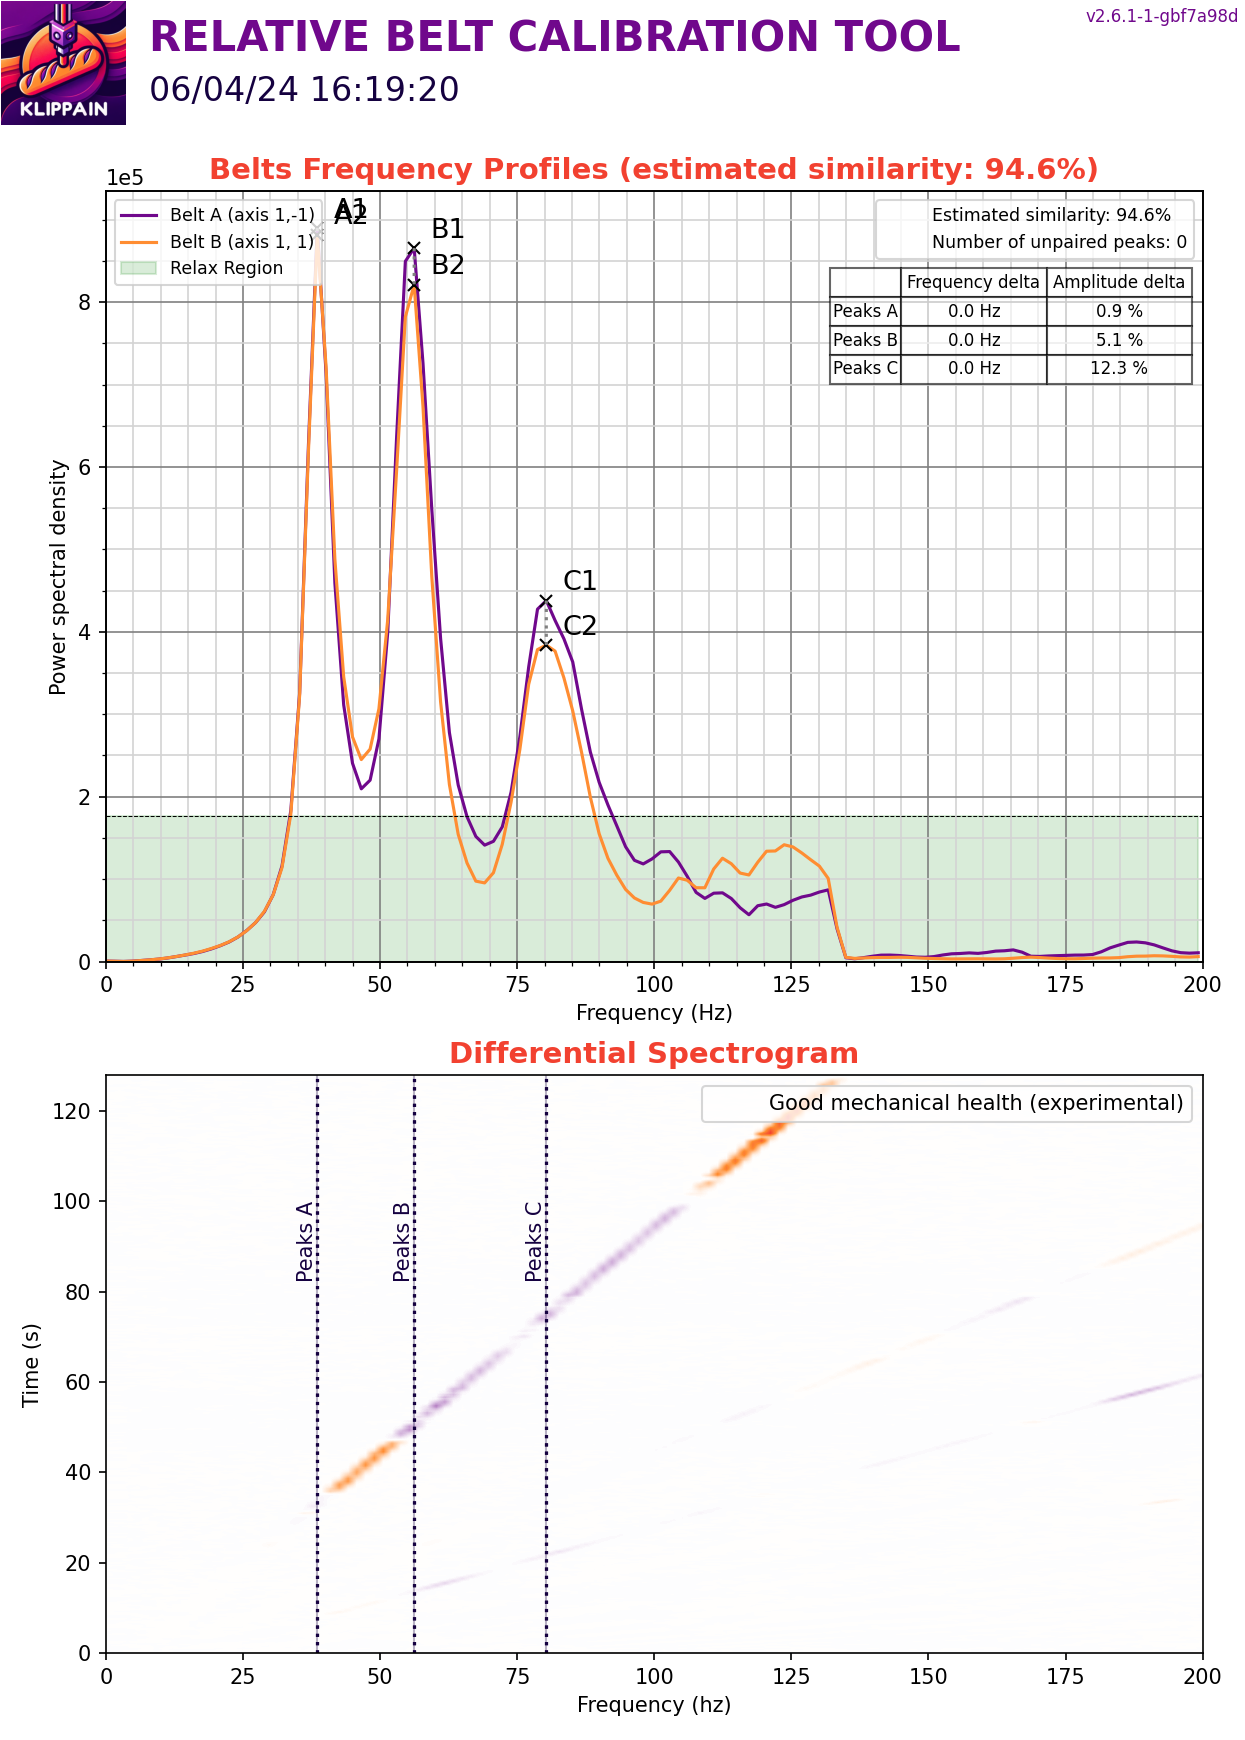 KLIPPAIN
RELATIVE BELT CALIBRATION TOOL
06/04/24 16:19:20
v2.6.1-1-gbf7a98d
Belts Frequency Profiles (estimated similarity: 94.6%)
1e5
Belt A (axis 1,-1)
Belt B (axis 1, 1)
Relax Region
A1
A2
B1
B2
C1
C2
Estimated similarity: 94.6%
Number of unpaired peaks: 0
Frequency delta Amplitude delta
Peaks A 0.0 Hz 0.9 %
Peaks B 0.0 Hz 5.1 %
Peaks C 0.0 Hz 12.3 %
Power spectral density
8
6
4
2
0
0 25 50 75 100 125 150 175 200
Frequency (Hz)
Differential Spectrogram
Good mechanical health (experimental)
Peaks A
Peaks B
Peaks C
Time (s)
120
100
80
60
40
20
0
0 25 50 75 100 125 150 175 200
Frequency (hz)